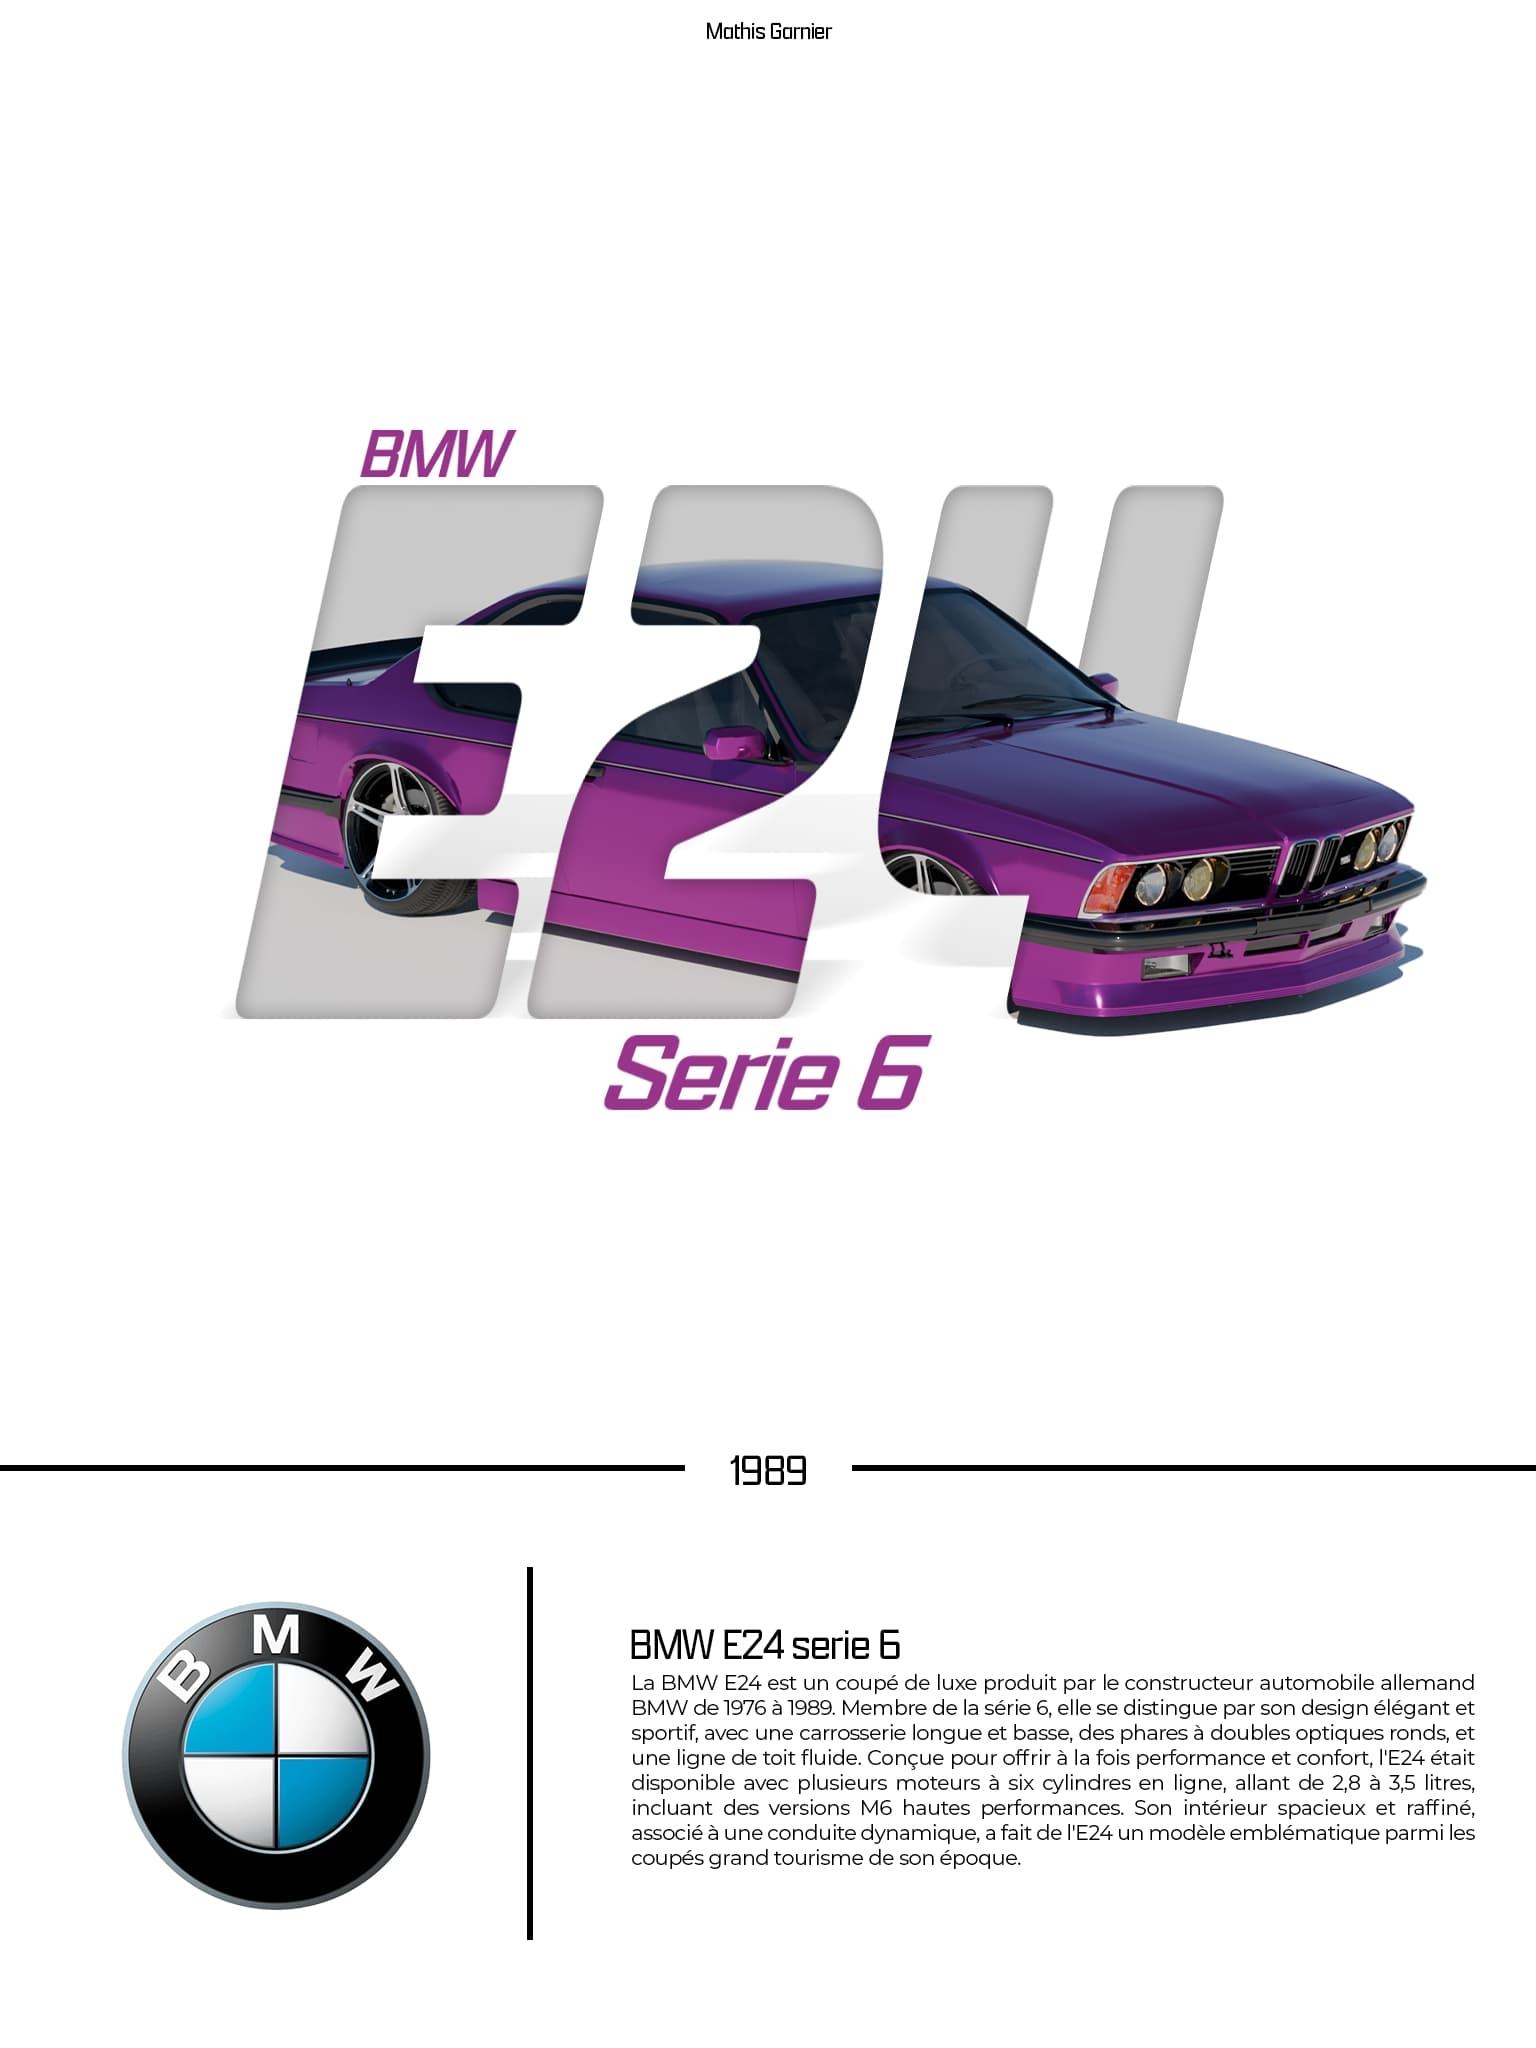 Mathis Garnier
BMW
E24
Serie 6
1989
BMW
BMW E24 serie 6
La BMW E24 est un coupé de luxe produit par le constructeur automobile allemand
BMW de 1976 à 1989. Membre de la série 6, elle se distingue par son design élégant et
sportif, avec une carrosserie longue et basse, des phares à doubles optiques ronds, et
une ligne de toit fluide. Conçue pour offrir à la fois performance et confort, l'E24 était
disponible avec plusieurs moteurs à six cylindres en ligne, allant de 2,8 à 3,5 litres,
incluant des versions M6 hautes performances. Son intérieur spacieux et raffiné,
associé à une conduite dynamique, a fait de l'E24 un modèle emblématique parmi les
coupés grand tourisme de son époque.